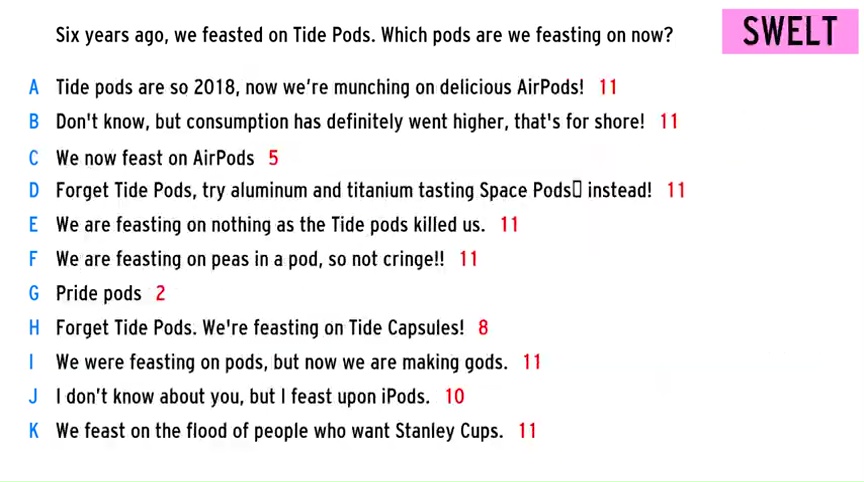 Six years ago, we feasted on Tide Pods. Which pods are we feasting on now?
SWELT
A Tide pods are so 2018, now we're munching on delicious AirPods! 11
B Don't know, but consumption has definitely went higher, that's for shore! 11
C We now feast on AirPods 5
D Forget Tide Pods, try aluminum and titanium tasting Space Pods▯ instead! 11
E We are feasting on nothing as the Tide pods killed us. 11
F We are feasting on peas in a pod, so not cringe!! 11
G Pride pods 2
H Forget Tide Pods. We're feasting on Tide Capsules! 8
I We were feasting on pods, but now we are making gods. 11
J I don't know about you, but I feast upon iPods. 10
K We feast on the flood of people who want Stanley Cups. 11